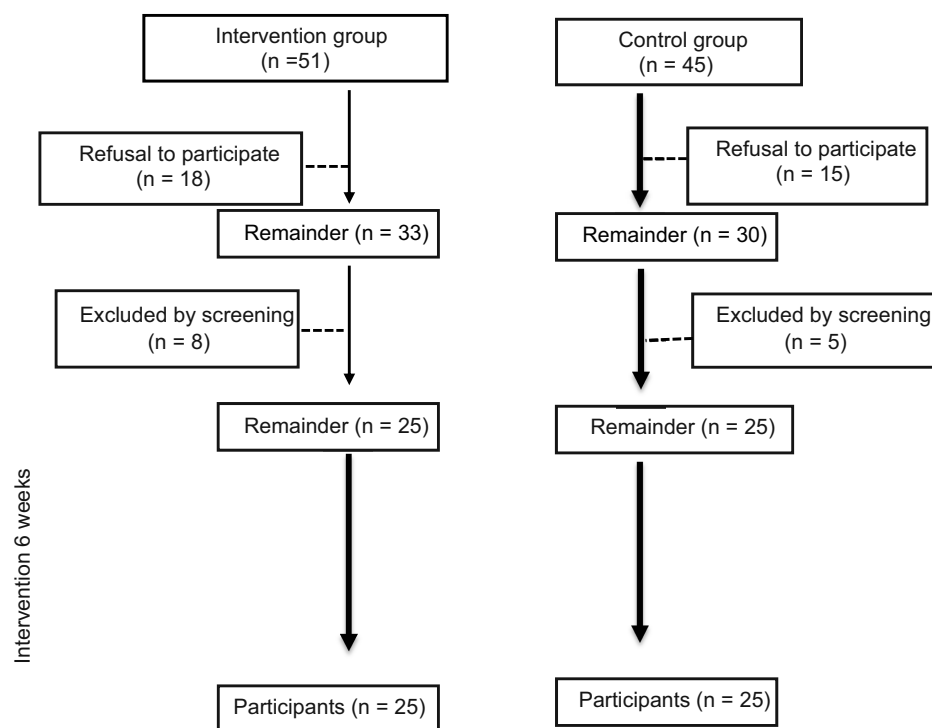 Intervention group
(n =51)
Refusal to participate
(n = 18)
Remainder (n = 33)
Excluded by screening
(n = 8)
Remainder (n = 25)
Participants (n = 25)
Control group
(n = 45)
Refusal to participate
(n = 15)
Remainder (n = 30)
Excluded by screening
(n = 5)
Remainder (n = 25)
Participants (n = 25)
Intervention 6 weeks